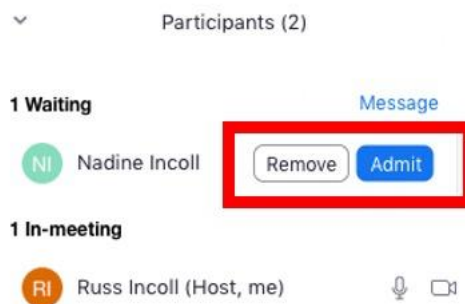 Participants (2)
1 Waiting Message
NI Nadine Incoll Remove Admit
1 In-meeting
RI Russ Incoll (Host, me)